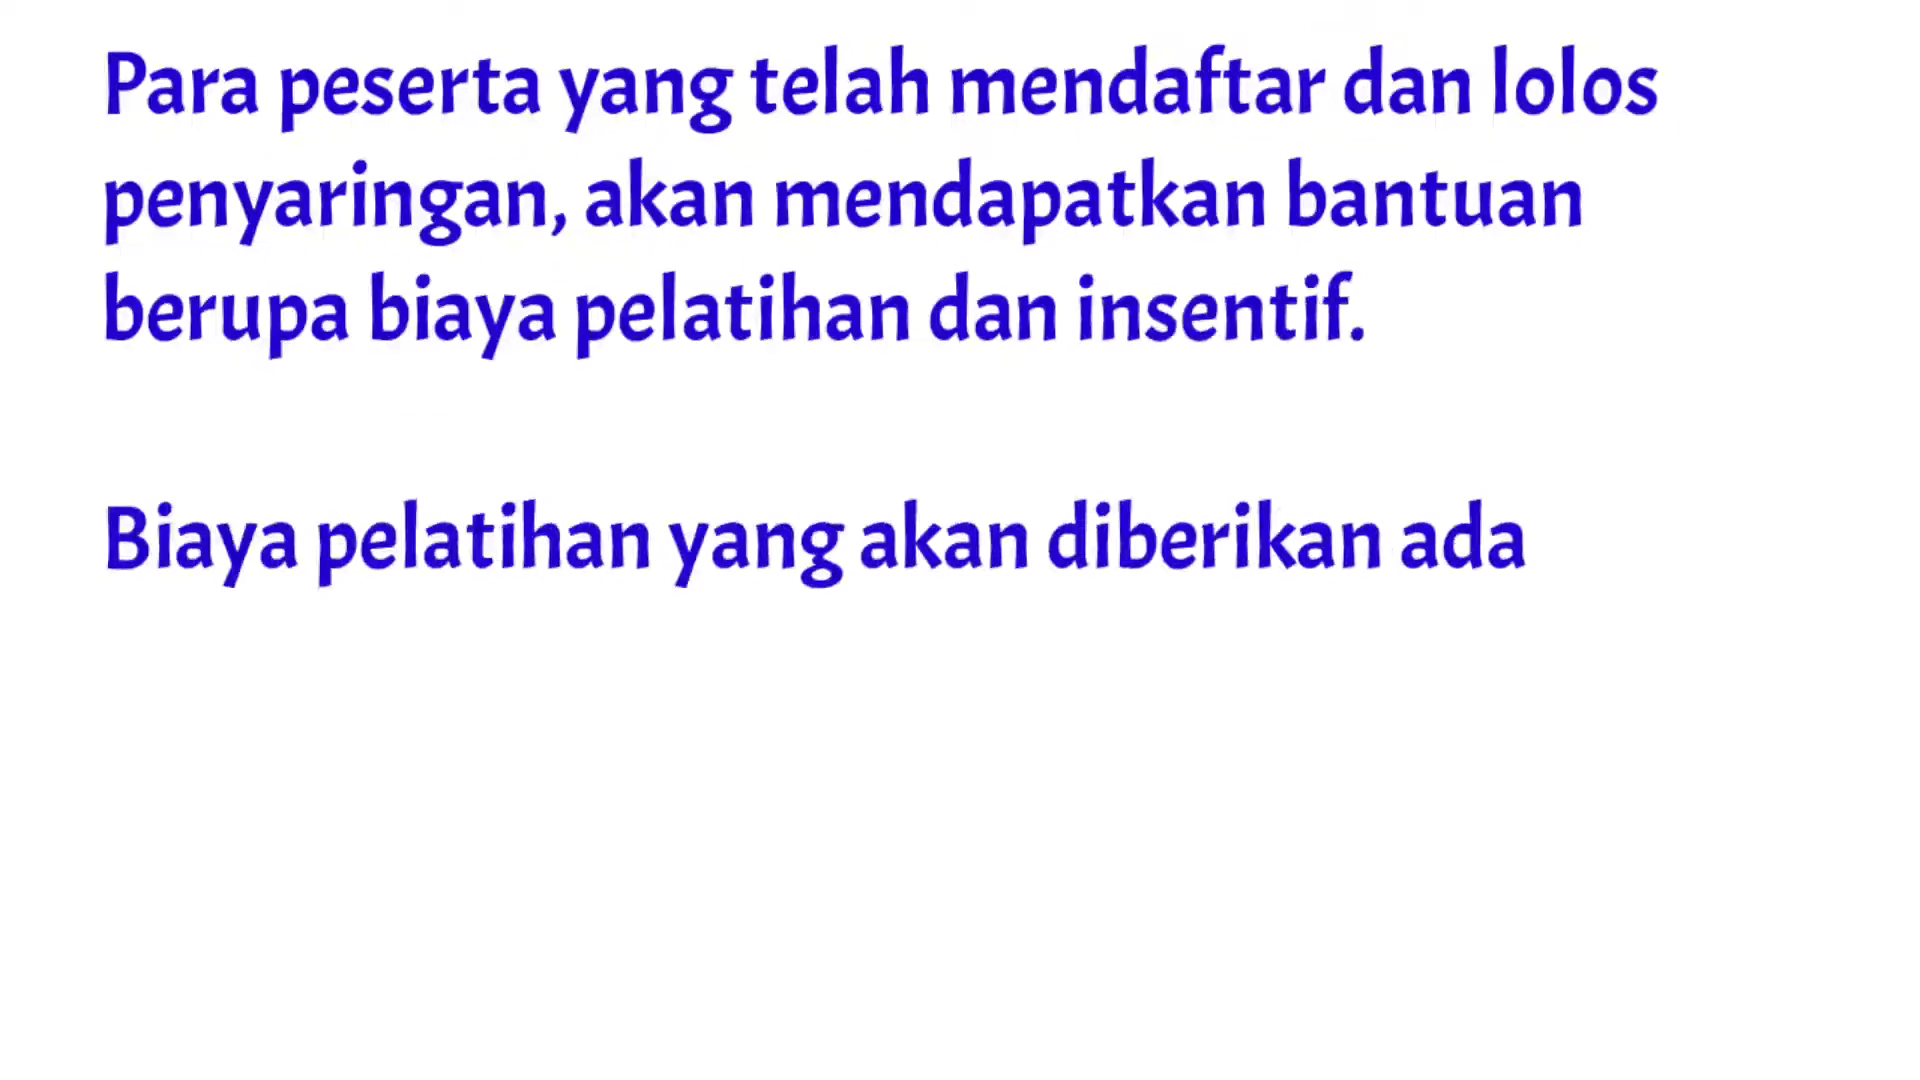 Para peserta yang telah mendaftar dan lolos
penyaringan, akan mendapatkan bantuan
berupa biaya pelatihan dan insentif.
Biaya pelatihan yang akan diberikan ada